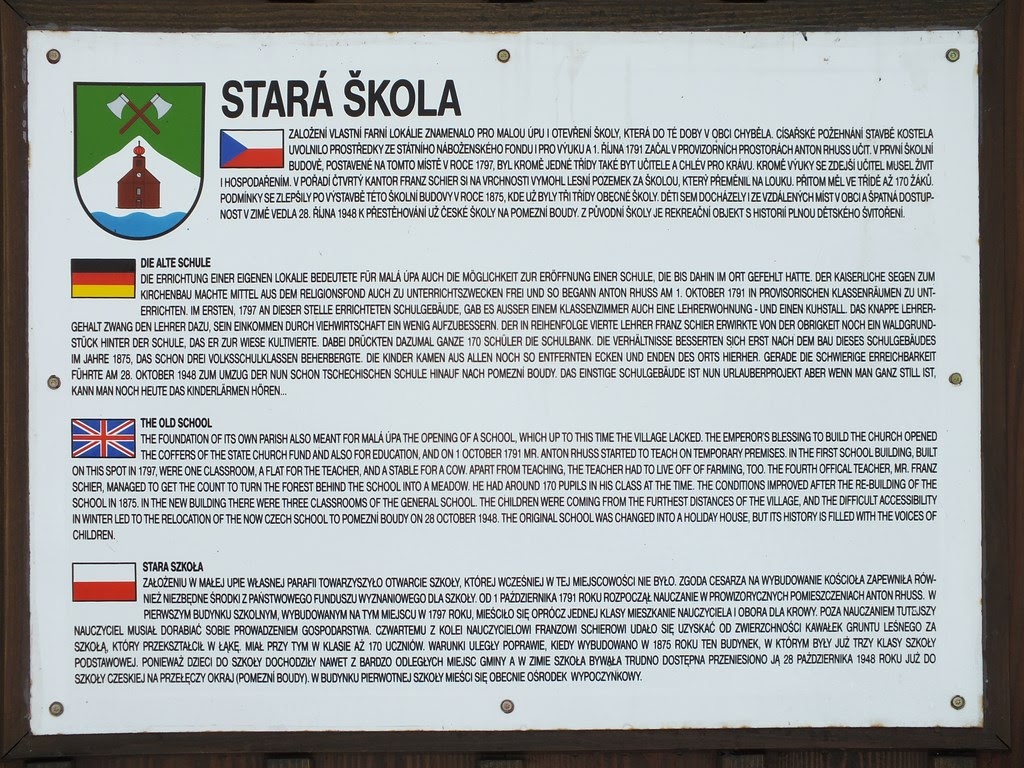 STARÁ ŠKOLA
ZALOŽENÍ VLASTNÍ FARNÍ LOKÁLIE ZNAMENALO PRO MALOU ÚPU I OTEVŘENÍ ŠKOLY, KTERÁ DO TÉ DOBY V OBCI CHYBĚLA. CÍSAŘSKÉ POŽEHNÁNÍ STAVBĚ KOSTELA
UVOLNILO PROSTŘEDKY ZE STÁTNÍHO NÁBOŽENSKÉHO FONDU I PRO VÝUKU A 1. ŘÍJNA 1791 ZAČAL V PROVIZORNÍCH PROSTORÁCH ANTON RHUSS UČIT. V PRVNÍ ŠKOLNÍ
BUDOVĚ, POSTAVENÉ NA TOMTO MÍSTĚ V ROCE 1797, BYL KROMĚ JEDNÉ TŘÍDY TAKÉ BYT UČITELE A CHLÉV PRO KRÁVU. KROMĚ VÝUKY SE ZDEJŠÍ UČITEL MUSEL ŽIVIT
I HOSPODAŘENÍM. V POŘADÍ ČTVRTÝ KANTOR FRANZ SCHIER SI NA VRCHNOSTI VYMOHL LESNÍ POZEMEK ZA ŠKOLOU, KTERÝ PŘEMĚNIL NA LOUKU. PŘITOM MĚL VE TŘÍDĚ AŽ 170 ŽÁKŮ.
PODMÍNKY SE ZLEPŠILY PO VÝSTAVBĚ TÉTO ŠKOLNÍ BUDOVY V ROCE 1875, KDE UŽ BYLY TŘI TŘÍDY OBECNÉ ŠKOLY. DĚTI SEM DOCHÁZELY I ZE VZDÁLENÝCH MÍST V OBCI A ŠPATNÁ DOSTUP-
NOST V ZIMĚ VEDLA 28. ŘÍJNA 1948 K PŘESTĚHOVÁNÍ UŽ ČESKÉ ŠKOLY NA POMEZNÍ BOUDY. Z PŮVODNÍ ŠKOLY JE REKREAČNÍ OBJEKT S HISTORIÍ PLNOU DĚTSKÉHO ŠVITOŘENÍ.
DIE ALTE SCHULE
DIE ERRICHTUNG EINER EIGENEN LOKALIE BEDEUTETE FÜR MALÁ ÚPA AUCH DIE MÖGLICHKEIT ZUR ERÖFFNUNG EINER SCHULE, DIE BIS DAHIN IM ORT GEFEHLT HATTE. DER KAISERLICHE SEGEN ZUM
KIRCHENBAU MACHTE MITTEL AUS DEM RELIGIONSFOND AUCH ZU UNTERRICHTSZWECKEN FREI UND SO BEGANN ANTON RHUSS AM 1. OKTOBER 1791 IN PROVISORISCHEN KLASSENRÄUMEN ZU UNT-
ERRICHTEN. IM ERSTEN, 1797 AN DIESER STELLE ERRICHTETEN SCHULGEBÄUDE, GAB ES AUSSER EINEM KLASSENZIMMER AUCH EINE LEHRERWOHNUNG - UND EINEN KUHSTALL. DAS KNAPPE LEHRER-
GEHALT ZWANG DEN LEHRER DAZU, SEIN EINKOMMEN DURCH VIEHWIRTSCHAFT EIN WENIG AUFZUBESSERN. DER IN REIHENFOLGE VIERTE LEHRER FRANZ SCHIER ERWIRKTE VON DER OBRIGKEIT NOCH EIN WALDGRUND-
STÜCK HINTER DER SCHULE, DAS ER ZUR WIESE KULTIVIERTE. DABEI DRÜCKTEN DAZUMAL GANZE 170 SCHÜLER DIE SCHULBANK. DIE VERHÄLTNISSE BESSERTEN SICH ERST NACH DEM BAU DIESES SCHULGEBÄUDES
IM JAHRE 1875, DAS SCHON DREI VOLKSSCHULKLASSEN BEHERBERGTE. DIE KINDER KAMEN AUS ALLEN NOCH SO ENTFERNTEN ECKEN UND ENDEN DES ORTS HIERHER. GERADE DIE SCHWIERIGE ERREICHBARKEIT
FÜHRTE AM 28. OKTOBER 1948 ZUM UMZUG DER NUN SCHON TSCHECHISCHEN SCHULE HINAUF NACH POMEZNÍ BOUDY. DAS EINSTIGE SCHULGEBÄUDE IST NUN URLAUBERPROJEKT ABER WENN MAN GANZ STILL IST,
KANN MAN NOCH HEUTE DAS KINDERLÄRMEN HÖREN...
THE OLD SCHOOL
THE FOUNDATION OF ITS OWN PARISH ALSO MEANT FOR MALÁ ÚPA THE OPENING OF A SCHOOL, WHICH UP TO THIS TIME THE VILLAGE LACKED. THE EMPEROR'S BLESSING TO BUILD THE CHURCH OPENED
THE COFFERS OF THE STATE CHURCH FUND AND ALSO FOR EDUCATION, AND ON 1 OCTOBER 1791 MR. ANTON RHUSS STARTED TO TEACH ON TEMPORARY PREMISES. IN THE FIRST SCHOOL BUILDING, BUILT
ON THIS SPOT IN 1797, WERE ONE CLASSROOM, A FLAT FOR THE TEACHER, AND A STABLE FOR A COW. APART FROM TEACHING, THE TEACHER HAD TO LIVE OFF OF FARMING, TOO. THE FOURTH OFFICAL TEACHER, MR. FRANZ
SCHIER, MANAGED TO GET THE COUNT TO TURN THE FOREST BEHIND THE SCHOOL INTO A MEADOW. HE HAD AROUND 170 PUPILS IN HIS CLASS AT THE TIME. THE CONDITIONS IMPROVED AFTER THE RE-BUILDING OF THE
SCHOOL IN 1875. IN THE NEW BUILDING THERE WERE THREE CLASSROOMS OF THE GENERAL SCHOOL. THE CHILDREN WERE COMING FROM THE FURTHEST DISTANCES OF THE VILLAGE, AND THE DIFFICULT ACCESSIBILITY
IN WINTER LED TO THE RELOCATION OF THE NOW CZECH SCHOOL TO POMEZNÍ BOUDY ON 28 OCTOBER 1948. THE ORIGINAL SCHOOL WAS CHANGED INTO A HOLIDAY HOUSE, BUT ITS HISTORY IS FILLED WITH THE VOICES OF
CHILDREN.
STARA SZKOŁA
ZAŁOŻENIU W MAŁEJ UPIE WŁASNEJ PARAFII TOWARZYSZYŁO OTWARCIE SZKOŁY, KTÓREJ WCZEŚNIEJ W TEJ MIEJSCOWOŚCI NIE BYŁO. ZGODA CESARZA NA WYBUDOWANIE KOŚCIOŁA ZAPEWNIŁA RÓW-
NIEŻ NIEZBĘDNE ŚRODKI Z PAŃSTWOWEGO FUNDUSZU WYZNANIOWEGO DLA SZKOŁY. OD 1 PAŹDZIERNIKA 1791 ROKU ROZPOCZĄŁ NAUCZANIE W PROWIZORYCZNYCH POMIESZCZENIACH ANTON RHUSS. W
PIERWSZYM BUDYNKU SZKOLNYM, WYBUDOWANYM NA TYM MIEJSCU W 1797 ROKU, MIEŚCIŁO SIĘ OPRÓCZ JEDNEJ KLASY MIESZKANIE NAUCZYCIELA I OBORA DLA KROWY. POZA NAUCZANIEM TUTEJSZY
NAUCZYCIEL MUSIAŁ DORABIAĆ SOBIE PROWADZENIEM GOSPODARSTWA. CZWARTEMU Z KOLEI NAUCZYCIELOWI FRANZOWI SCHIEROWI UDAŁO SIĘ UZYSKAĆ OD ZWIERZCHNOŚCI KAWAŁEK GRUNTU LEŚNEGO ZA
SZKOŁĄ, KTÓRY PRZEKSZTAŁCIŁ W ŁĄKĘ. MIAŁ PRZY TYM W KLASIE AŻ 170 UCZNIÓW. WARUNKI ULEGŁY POPRAWIE, KIEDY WYBUDOWANO W 1875 ROKU TEN BUDYNEK, W KTÓRYM BYŁY JUŻ TRZY KLASY SZKOŁY
PODSTAWOWEJ. PONIEWAŻ DZIECI DO SZKOŁY DOCHODZIŁY NAWET Z BARDZO ODLEGŁYCH MIEJSC GMINY A W ZIMIE SZKOŁA BYWAŁA TRUDNO DOSTĘPNA PRZENIESIONO JĄ 28 PAŹDZIERNIKA 1948 ROKU JUŻ DO
SZKOŁY CZESKIEJ NA PRZEŁĘCZY OKRAJ (POMEZNÍ BOUDY). W BUDYNKU PIERWOTNEJ SZKOŁY MIEŚCI SIĘ OBECNIE OŚRODEK WYPOCZYNKOWY.